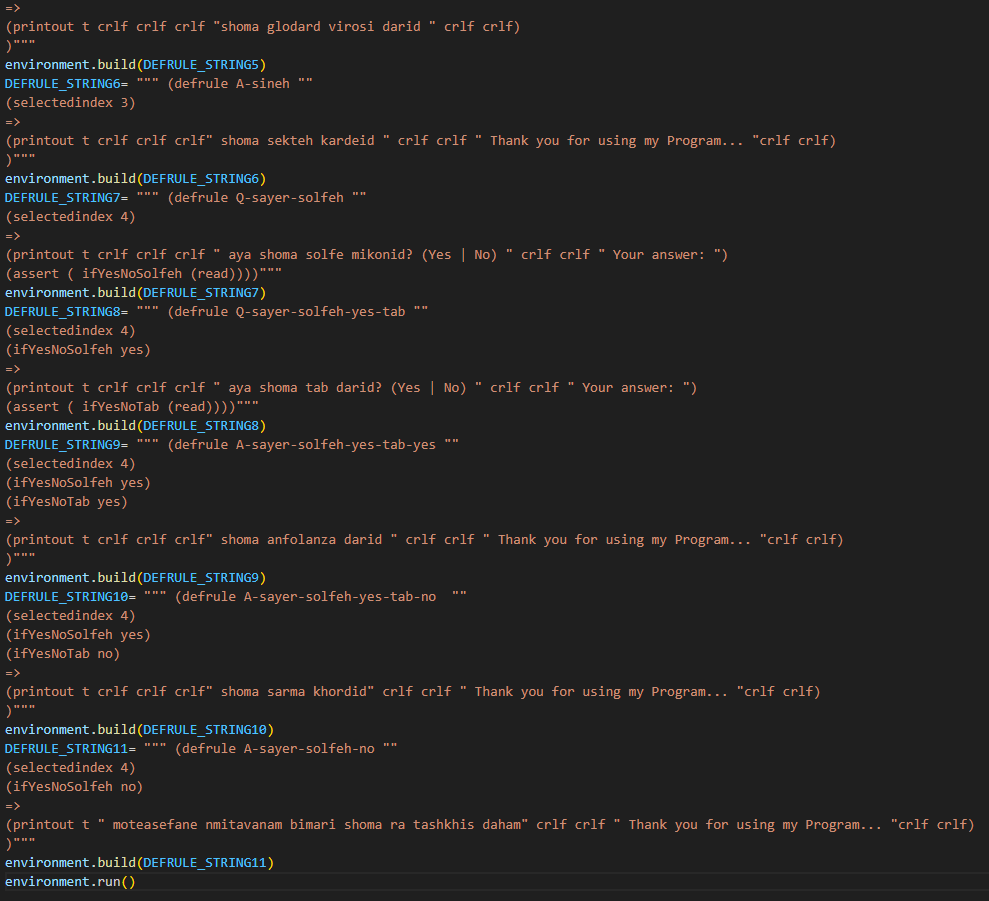 =>
(printout t crlf crlf crlf "shoma glodard virosi darid " crlf crlf)
)"""
environment.build(DEFRULE_STRING5)
DEFRULE_STRING6= """ (defrule A-sineh ""
(selectedindex 3)
=>
(printout t crlf crlf crlf" shoma sekteh kardeid " crlf crlf " Thank you for using my Program... "crlf crlf)
)"""
environment.build(DEFRULE_STRING6)
DEFRULE_STRING7= """ (defrule Q-sayer-solfeh ""
(selectedindex 4)
=>
(printout t crlf crlf crlf " aya shoma solfe mikonid? (Yes | No) " crlf crlf " Your answer: ")
(assert ( ifYesNoSolfeh (read))))"""
environment.build(DEFRULE_STRING7)
DEFRULE_STRING8= """ (defrule Q-sayer-solfeh-yes-tab ""
(selectedindex 4)
(ifYesNoSolfeh yes)
=>
(printout t crlf crlf crlf " aya shoma tab darid? (Yes | No) " crlf crlf " Your answer: ")
(assert ( ifYesNoTab (read))))"""
environment.build(DEFRULE_STRING8)
DEFRULE_STRING9= """ (defrule A-sayer-solfeh-yes-tab-yes ""
(selectedindex 4)
(ifYesNoSolfeh yes)
(ifYesNoTab yes)
=>
(printout t crlf crlf crlf" shoma anfolanza darid " crlf crlf " Thank you for using my Program... "crlf crlf)
)"""
environment.build(DEFRULE_STRING9)
DEFRULE_STRING10= """ (defrule A-sayer-solfeh-yes-tab-no  ""
(selectedindex 4)
(ifYesNoSolfeh yes)
(ifYesNoTab no)
=>
(printout t crlf crlf crlf" shoma sarma khordid" crlf crlf " Thank you for using my Program... "crlf crlf)
)"""
environment.build(DEFRULE_STRING10)
DEFRULE_STRING11= """ (defrule A-sayer-solfeh-no ""
(selectedindex 4)
(ifYesNoSolfeh no)
=>
(printout t " moteasefane nmitavanam bimari shoma ra tashkhis daham" crlf crlf " Thank you for using my Program... "crlf crlf)
)"""
environment.build(DEFRULE_STRING11)
environment.run()